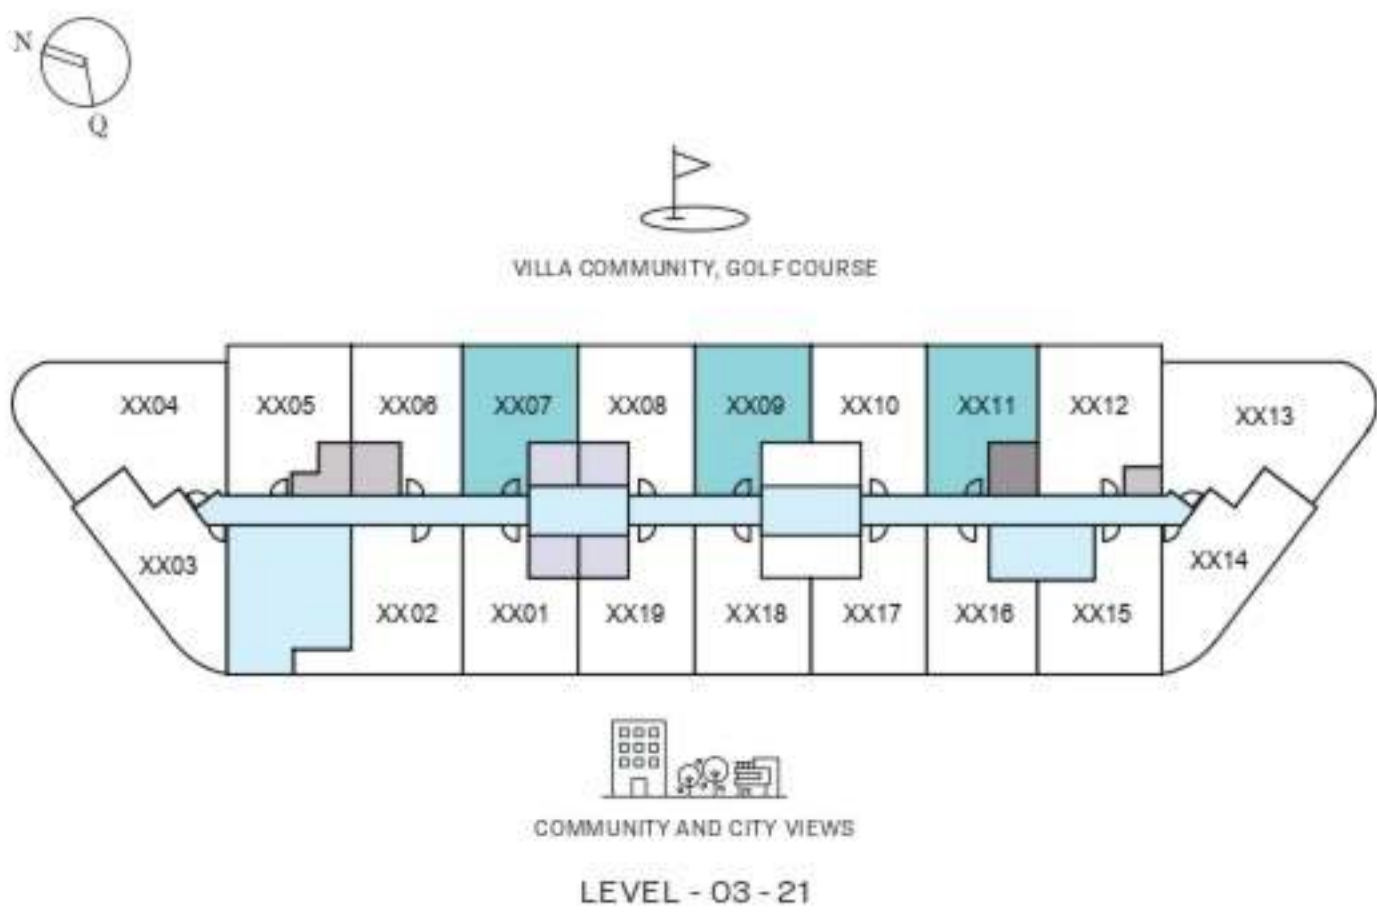 N
Q
VILLA COMMUNITY, GOLF COURSE
XX04 XX05 XX06 XX07 XX08 XX09 XX10 XX11 XX12 XX13
XX03 XX14
XX02 XX01 XX19 XX18 XX17 XX16 XX15
COMMUNITY AND CITY VIEWS
LEVEL - 03 - 21